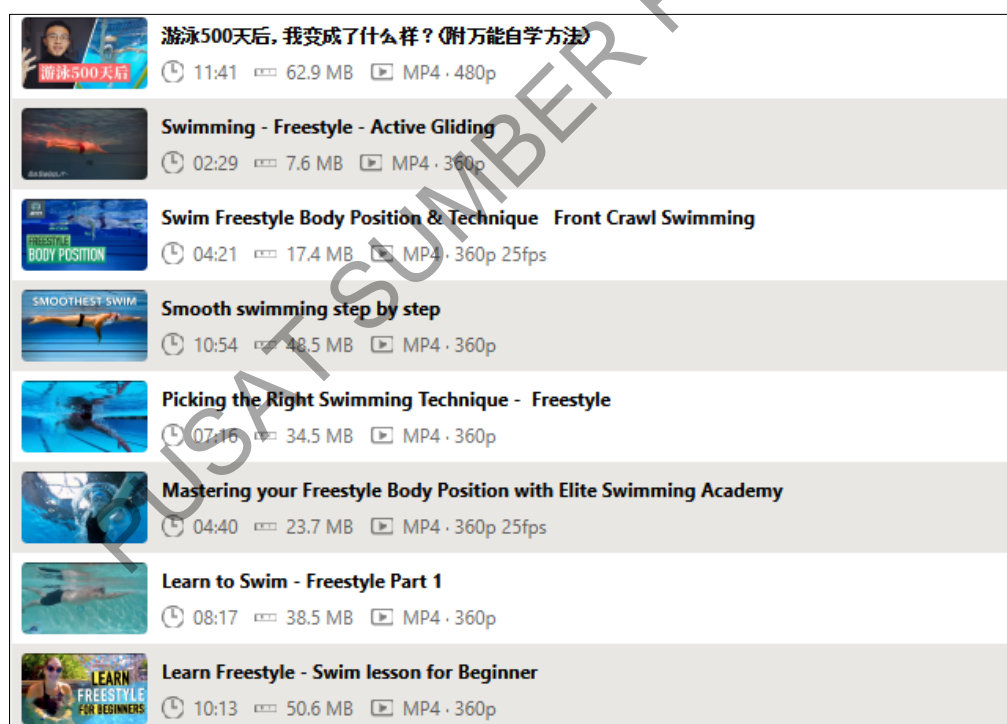 游泳500天后, 我变成了什么样？(附万能自学方法)
11:41 62.9 MB MP4 · 480p
游泳500天后
Swimming - Freestyle - Active Gliding
02:29 7.6 MB MP4 · 360p
Swim Freestyle Body Position & Technique Front Crawl Swimming
04:21 17.4 MB MP4 · 360p 25fps
FREESTYLE
BODY POSITION
SMOOTHEST SWIM
Smooth swimming step by step
10:54 48.5 MB MP4 · 360p
Picking the Right Swimming Technique - Freestyle
07:16 34.5 MB MP4 · 360p
Mastering your Freestyle Body Position with Elite Swimming Academy
04:40 23.7 MB MP4 · 360p 25fps
Learn to Swim - Freestyle Part 1
08:17 38.5 MB MP4 · 360p
Learn Freestyle - Swim lesson for Beginner
10:13 50.6 MB MP4 · 360p
LEARN
FREESTYLE
FOR BEGINNERS
PUSAT SUMBER